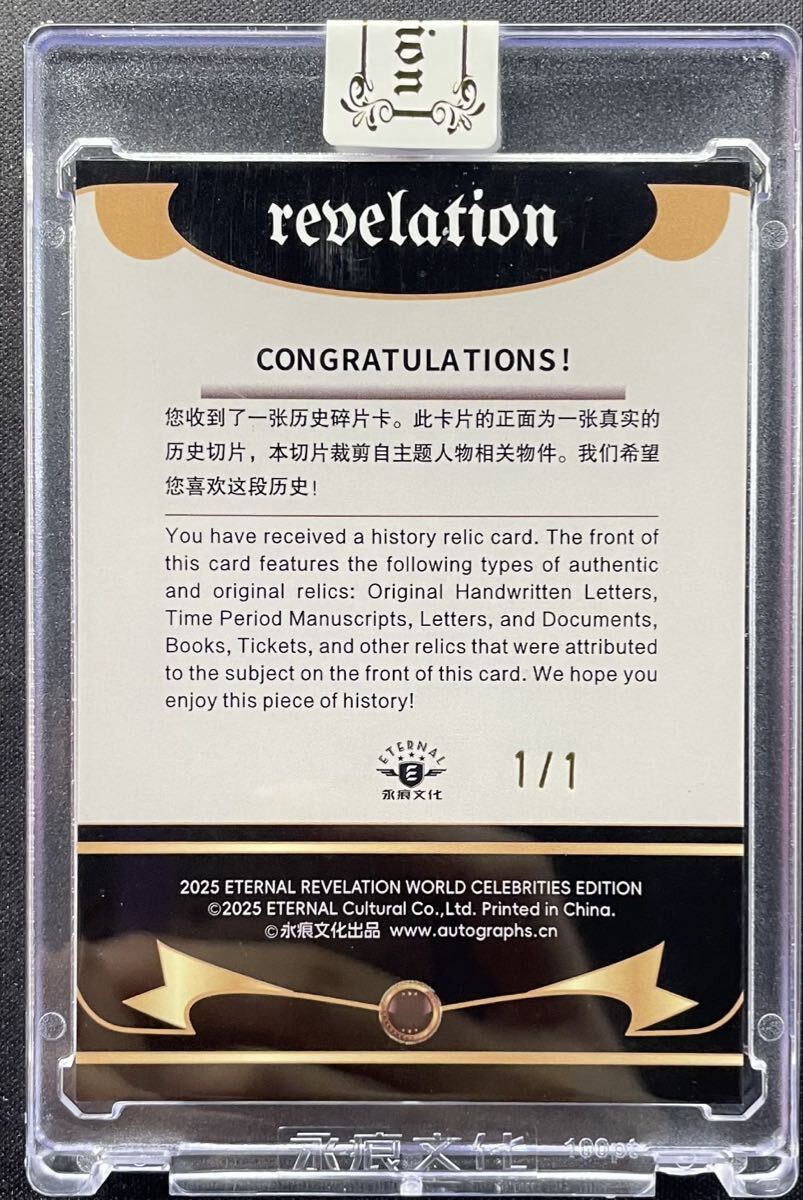 ion
revelation
CONGRATULATIONS!
您收到了一张历史碎片卡。此卡片的正面为一张真实的
历史切片，本切片裁剪自主题人物相关物件。我们希望
您喜欢这段历史！
You have received a history relic card. The front of
this card features the following types of authentic
and original relics: Original Handwritten Letters,
Time Period Manuscripts, Letters, and Documents,
Books, Tickets, and other relics that were attributed
to the subject on the front of this card. We hope you
enjoy this piece of history!
ETERNAL
E
永痕文化
1/1
2025 ETERNAL REVELATION WORLD CELEBRITIES EDITION
©2025 ETERNAL Cultural Co.,Ltd. Printed in China.
©永痕文化出品 www.autographs.cn
永痕文化 100pt